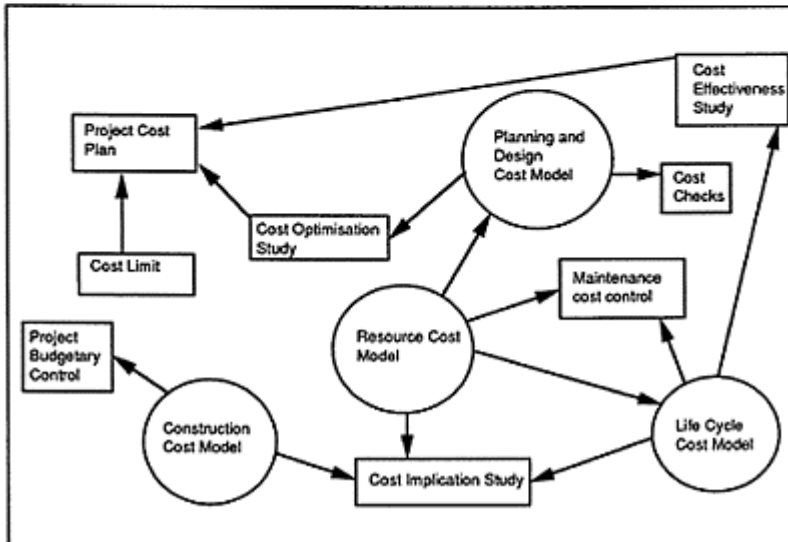 Cost
Effectiveness
Study
Project Cost
Plan
Planning and
Design
Cost Model
Cost
Checks
Cost Optimisation
Study
Cost Limit
Maintenance
cost control
Project
Budgetary
Control
Resource Cost
Model
Construction
Cost Model
Life Cycle
Cost Model
Cost Implication Study